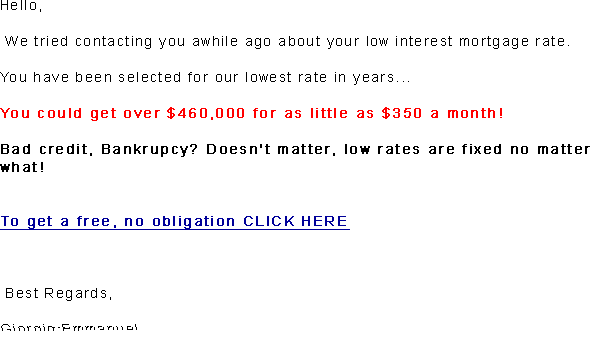 Hello,
We tried contacting you awhile ago about your low interest mortgage rate.
You have been selected for our lowest rate in years...
You could get over $460,000 for as little as $350 a month!
Bad credit, Bankrupcy? Doesn't matter, low rates are fixed no matter
what!
To get a free, no obligation CLICK HERE
Best Regards,